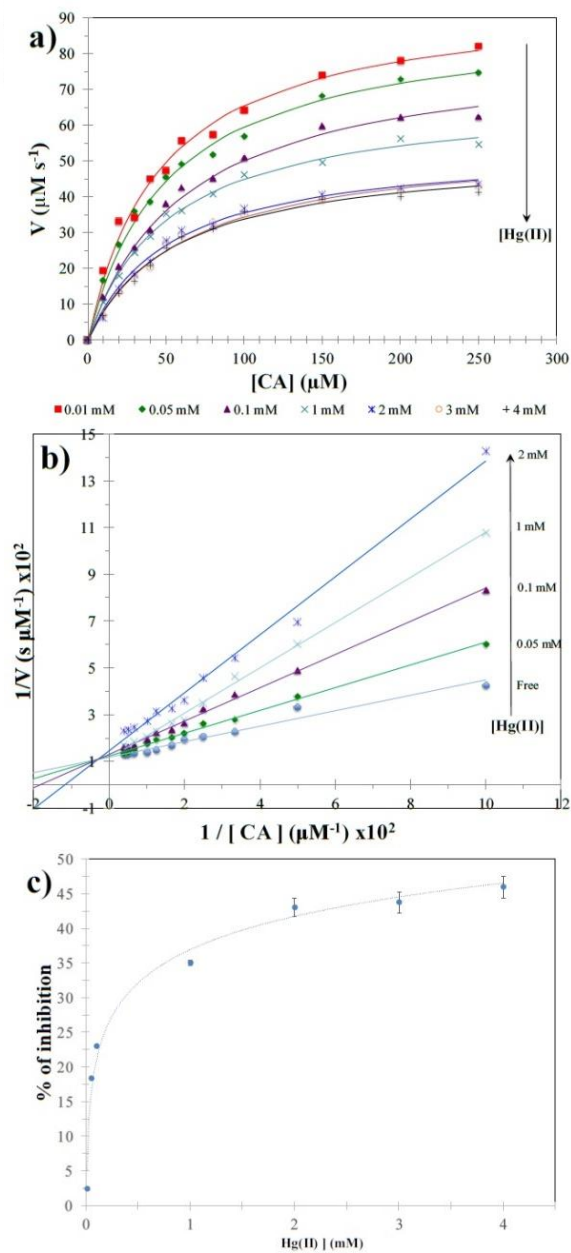 a)
90
80
70
60
50
40
30
20
10
0
V (µM s⁻¹)
[Hg(II)]
0 50 100 150 200 250 300
[CA] (µM)
0.01 mM 0.05 mM 0.1 mM 1 mM 2 mM 3 mM 4 mM
b)
15
13
11
9
7
5
3
1
-1
1/V (s µM⁻¹) x10²
2 mM
1 mM
0.1 mM
0.05 mM
Free
[Hg(II)]
-2 0 2 4 6 8 10 12
1 / [ CA ] (µM⁻¹) x10²
c)
50
45
40
35
30
25
20
15
10
5
0
% of inhibition
0 1 2 3 4
Hg(II) ] (mM)